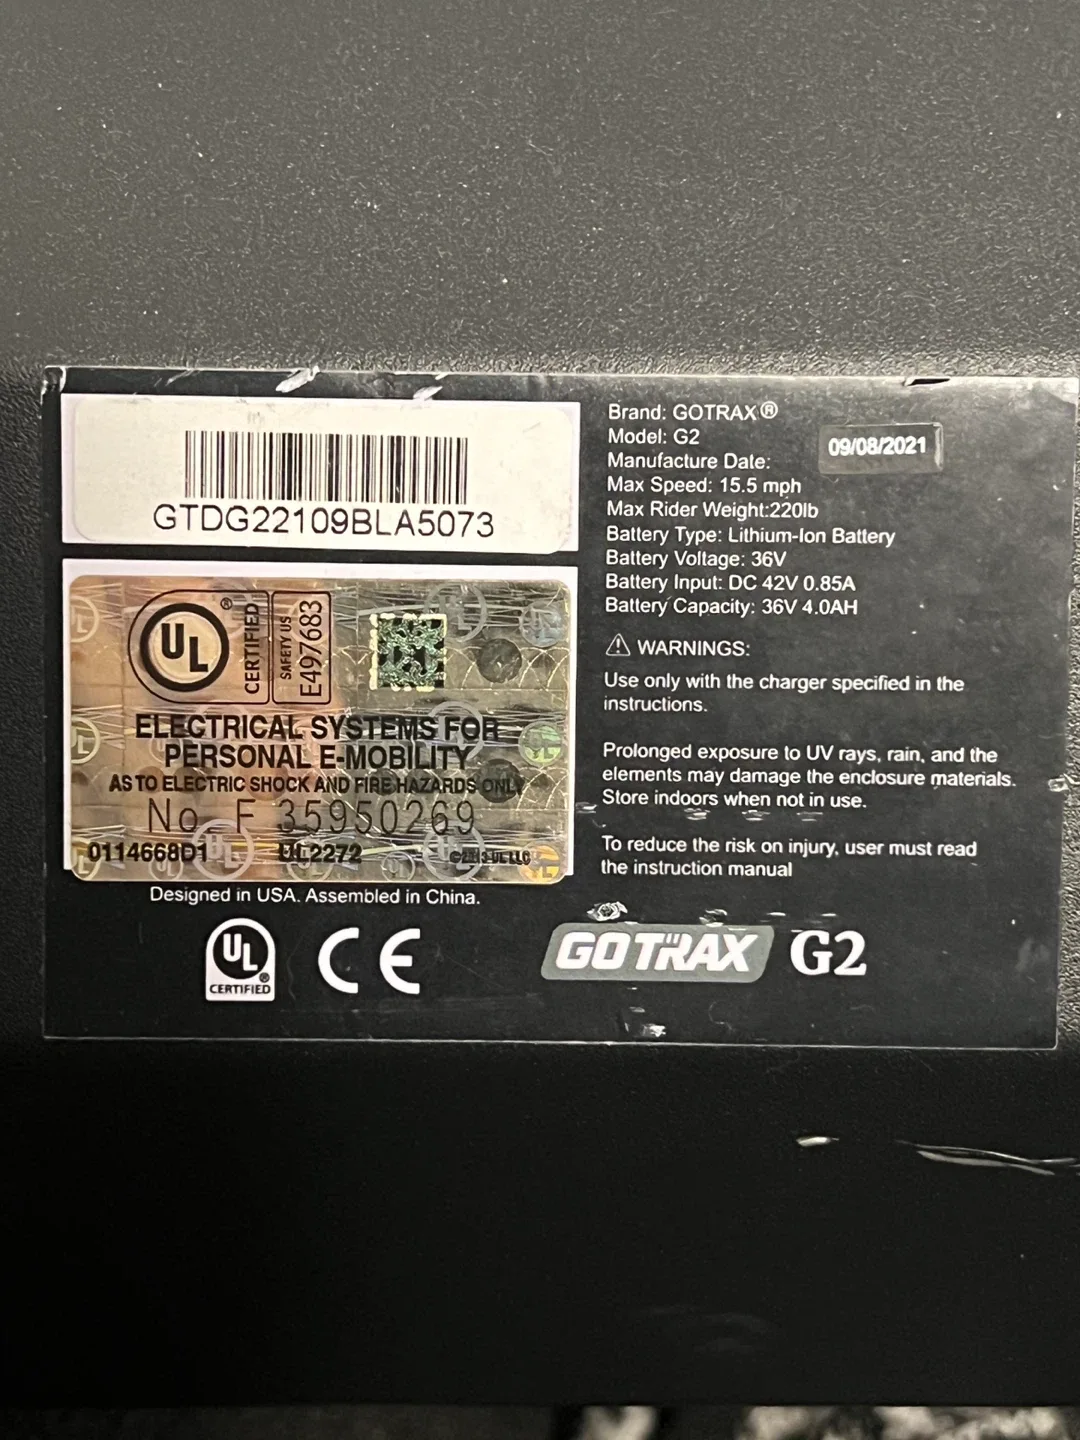 GTDG22109BLA5073
UL
®
CERTIFIED
SAFETY US
E497683
ELECTRICAL SYSTEMS FOR
PERSONAL E-MOBILITY
AS TO ELECTRIC SHOCK AND FIRE HAZARDS ONLY
No. F 35950269
0114668D1 UL2272 ©2013 UL LLC
Designed in USA. Assembled in China.
UL
®
CERTIFIED
CE
Brand: GOTRAX®
Model: G2
Manufacture Date: 09/08/2021
Max Speed: 15.5 mph
Max Rider Weight:220lb
Battery Type: Lithium-Ion Battery
Battery Voltage: 36V
Battery Input: DC 42V 0.85A
Battery Capacity: 36V 4.0AH
⚠ WARNINGS:
Use only with the charger specified in the
instructions.
Prolonged exposure to UV rays, rain, and the
elements may damage the enclosure materials.
Store indoors when not in use.
To reduce the risk on injury, user must read
the instruction manual
GOTRAX G2